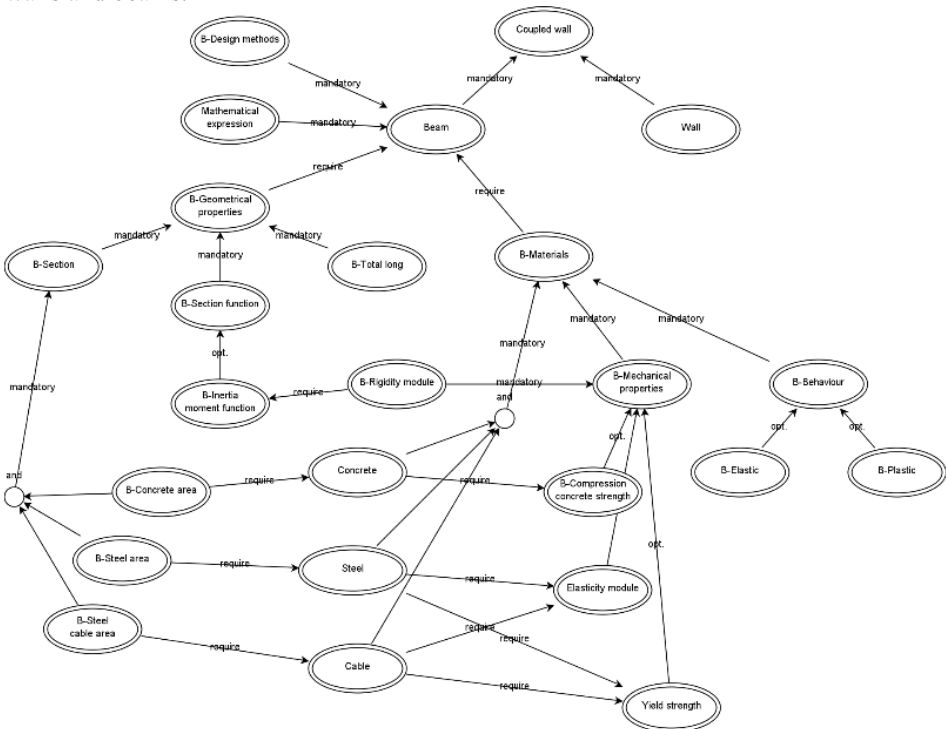 B-Design methods
Coupled wall
mandatory
mandatory
mandatory
Mathematical
expression
mandatory
Beam
Wall
require
require
B-Geometrical
properties
mandatory
mandatory
mandatory
B-Section
B-Total long
B-Materials
B-Section function
mandatory
mandatory
mandatory
opt.
B-Inertia
moment function
require
B-Rigidity module
mandatory
B-Mechanical
properties
B-Behaviour
mandatory
and
opt.
opt.
opt.
B-Elastic
B-Plastic
and
B-Concrete area
require
Concrete
require
B-Compression
concrete strength
B-Steel area
require
Steel
require
Elasticity module
opt.
B-Steel
cable area
require
Cable
require
require
require
Yield strength